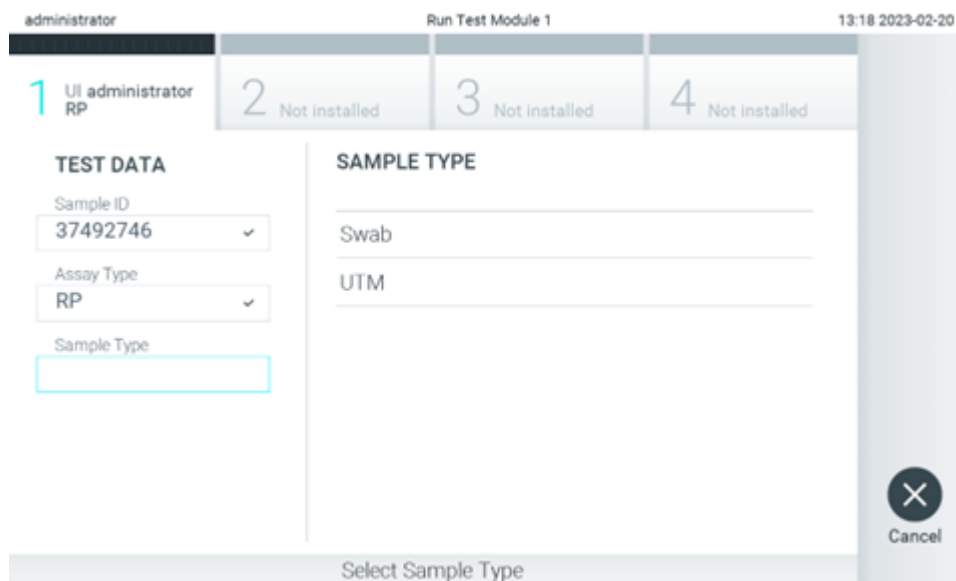 administrator Run Test Module 1 13:18 2023-02-20
1 UI administrator
RP
2 Not installed
3 Not installed
4 Not installed
TEST DATA
Sample ID
37492746
Assay Type
RP
Sample Type
SAMPLE TYPE
Swab
UTM
Cancel
Select Sample Type